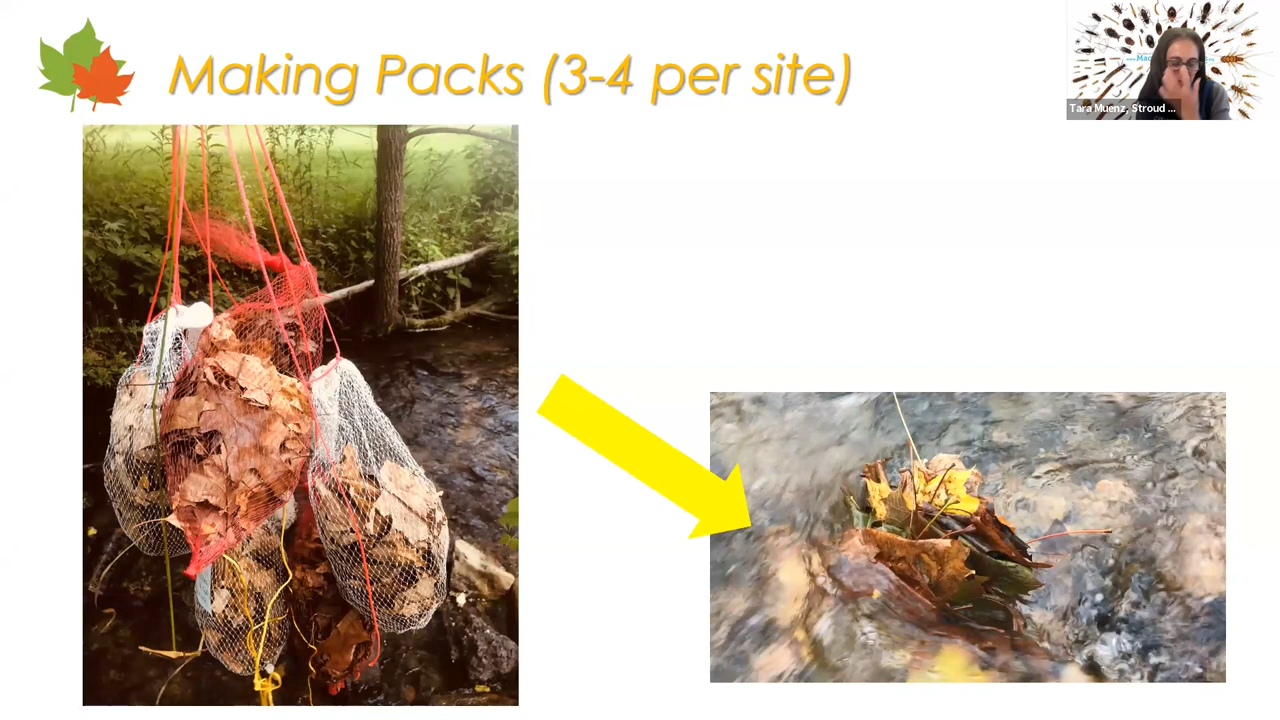 Making Packs (3-4 per site)
Tara Muenz, Stroud ...